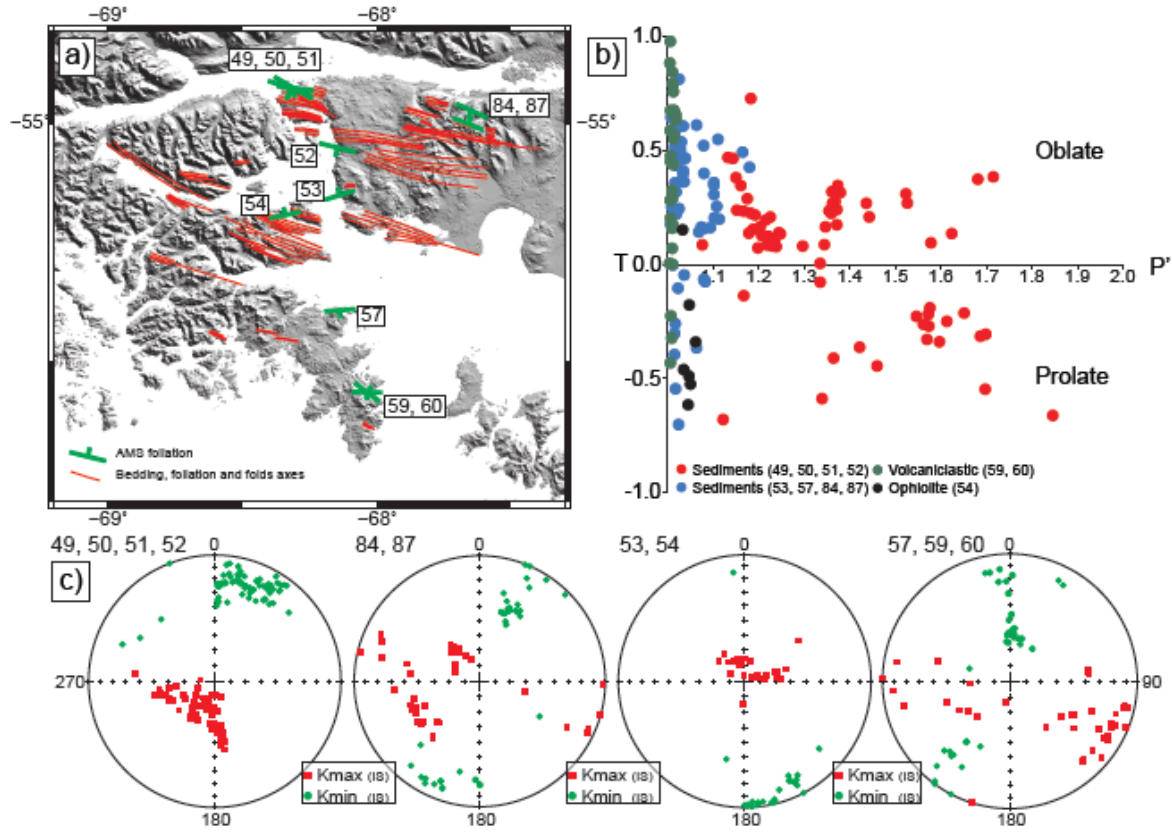 −69°
−68°
a)
49, 50, 51
84, 87
52
53
54
57
59, 60
−55°
−55°
AMS foliation
Bedding, foliation and folds axes
−69°
−68°
b)
1.0
0.5
T 0.0
-0.5
-1.0
1.1 1.2 1.3 1.4 1.5 1.6 1.7 1.8 1.9 2.0
P'
Oblate
Prolate
Sediments (49, 50, 51, 52)
Volcaniclastic (59, 60)
Sediments (53, 57, 84, 87)
Ophiolite (54)
c)
49, 50, 51, 52
0
84, 87
0
53, 54
0
57, 59, 60
0
270
90
Kmax (IS)
Kmin (IS)
Kmax (IS)
Kmin (IS)
Kmax (IS)
Kmin (IS)
180
180
180
180